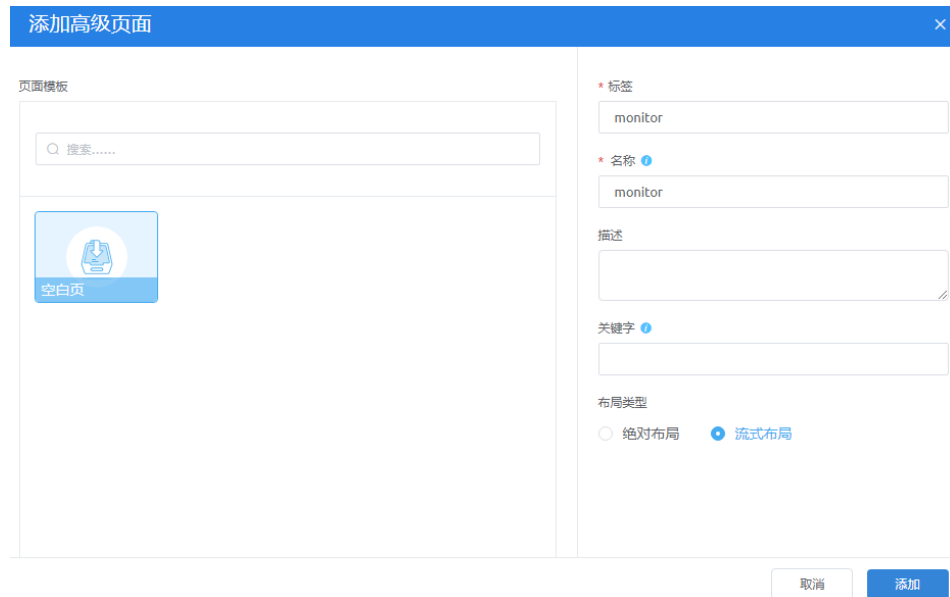 添加高级页面
页面模板
搜索......
空白页
* 标签
monitor
* 名称
monitor
描述
关键字
布局类型
绝对布局
流式布局
取消
添加